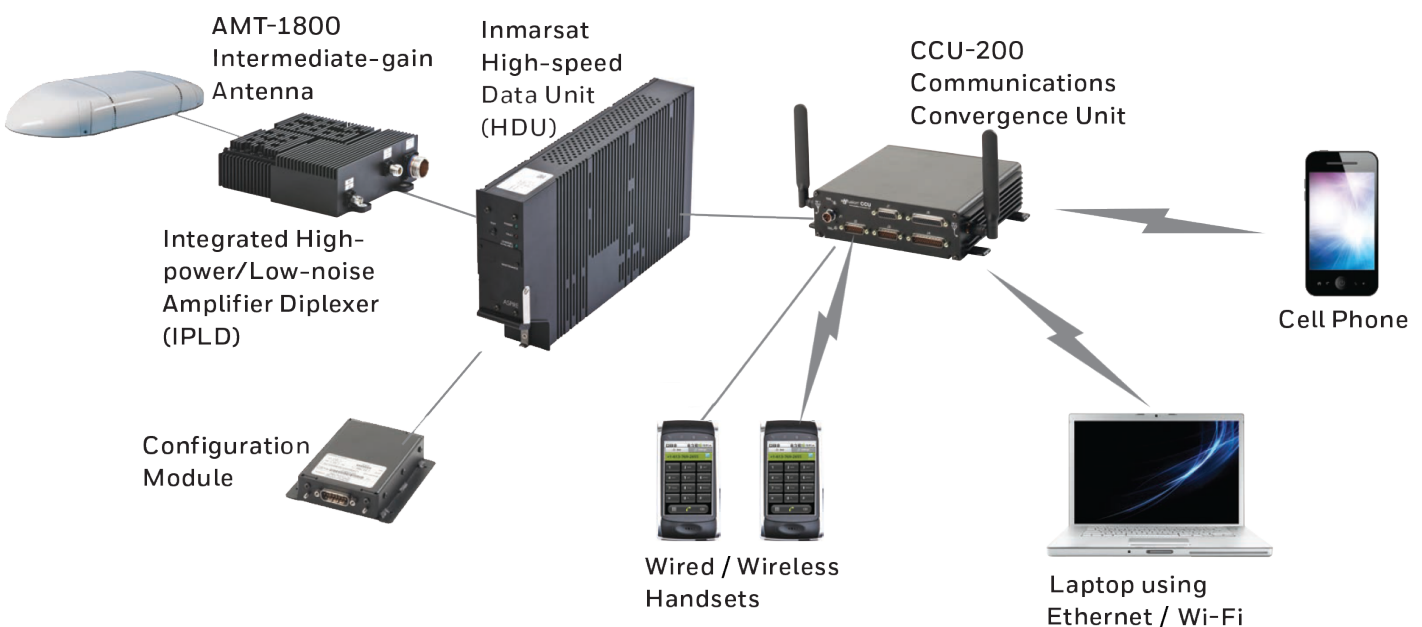 AMT-1800
Intermediate-gain
Antenna
Inmarsat
High-speed
Data Unit
(HDU)
CCU-200
Communications
Convergence Unit
Integrated High-
power/Low-noise
Amplifier Diplexer
(IPLD)
Cell Phone
Configuration
Module
Wired / Wireless
Handsets
Laptop using
Ethernet / Wi-Fi
CCU